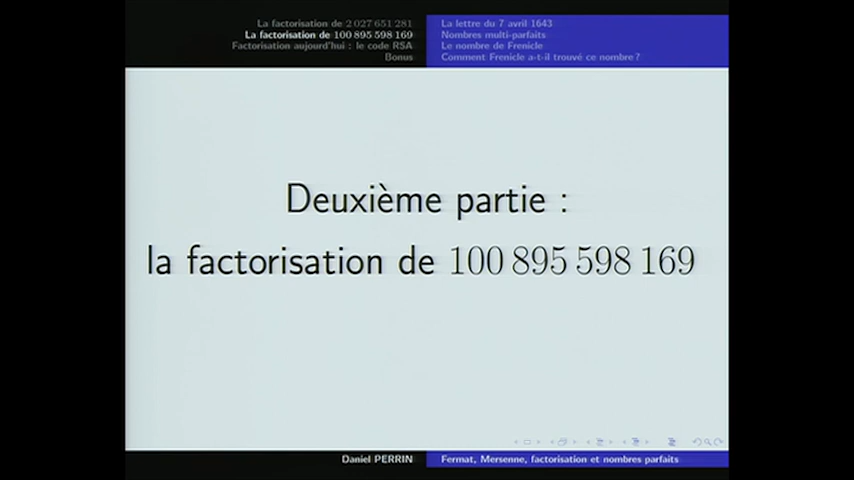 La factorisation de 2 027 651 281
La factorisation de 100 895 598 169
Factorisation aujourd'hui : le code RSA
Bonus
La lettre du 7 avril 1643
Nombres multi-parfaits
Le nombre de Frenicle
Comment Frenicle a-t-il trouvé ce nombre ?
Deuxième partie :
la factorisation de 100 895 598 169
Daniel PERRIN
Fermat, Mersenne, factorisation et nombres parfaits